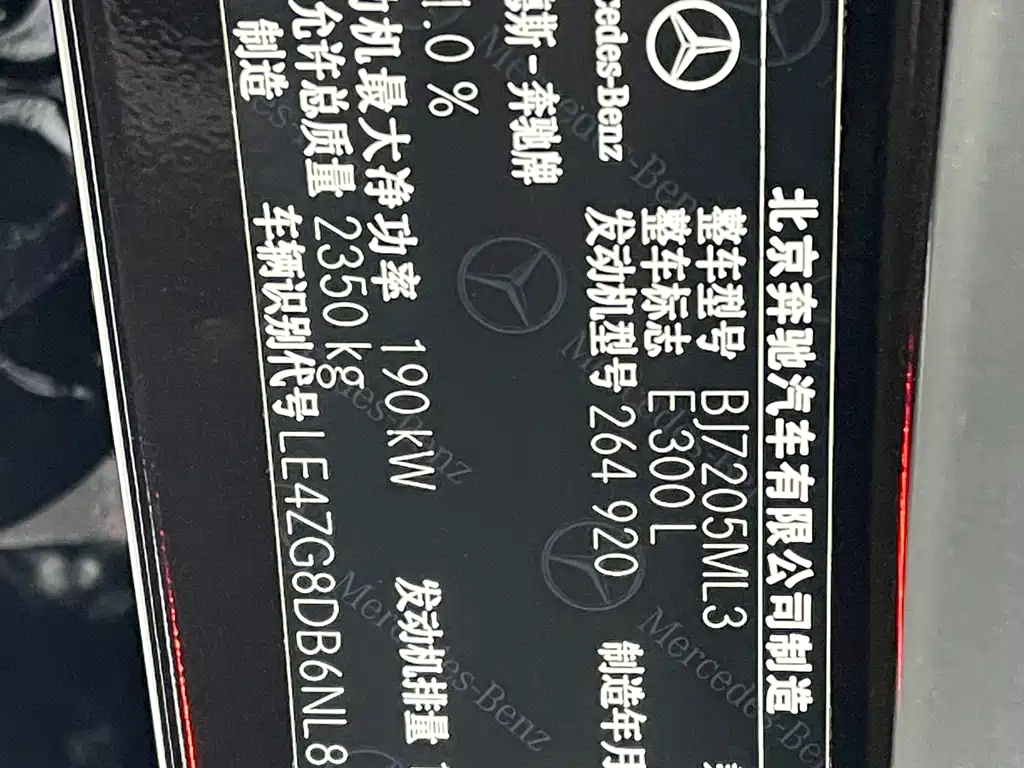 北京奔驰汽车有限公司制造
Mercedes-Benz
整车型号 BJ7205ML3
整车标志 E 300 L
斯-奔驰牌 发动机型号 264 920 制造年月
1.0 %
机最大净功率 190 kW 发动机排量
允许总质量 2350 kg
制造
车辆识别代号 LE4ZG8DB6NL8